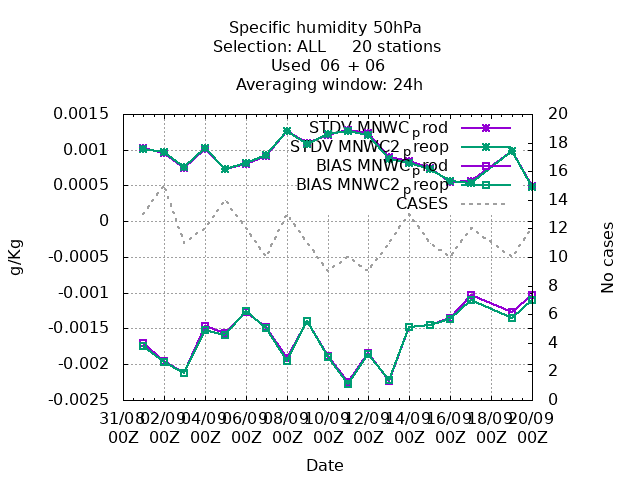 Specific humidity 50hPa
Selection: ALL 20 stations
Used 06 + 06
Averaging window: 24h
0.0015
0.001
0.0005
0
-0.0005
-0.001
-0.0015
-0.002
-0.0025
g/Kg
STDV MNWC_prod
STDV MNWC2_preop
BIAS MNWC_prod
BIAS MNWC2_preop
CASES
20
18
16
14
12
10
8
6
4
2
0
No cases
31/08 02/09 04/09 06/09 08/09 10/09 12/09 14/09 16/09 18/09 20/09
00Z 00Z 00Z 00Z 00Z 00Z 00Z 00Z 00Z 00Z 00Z
Date